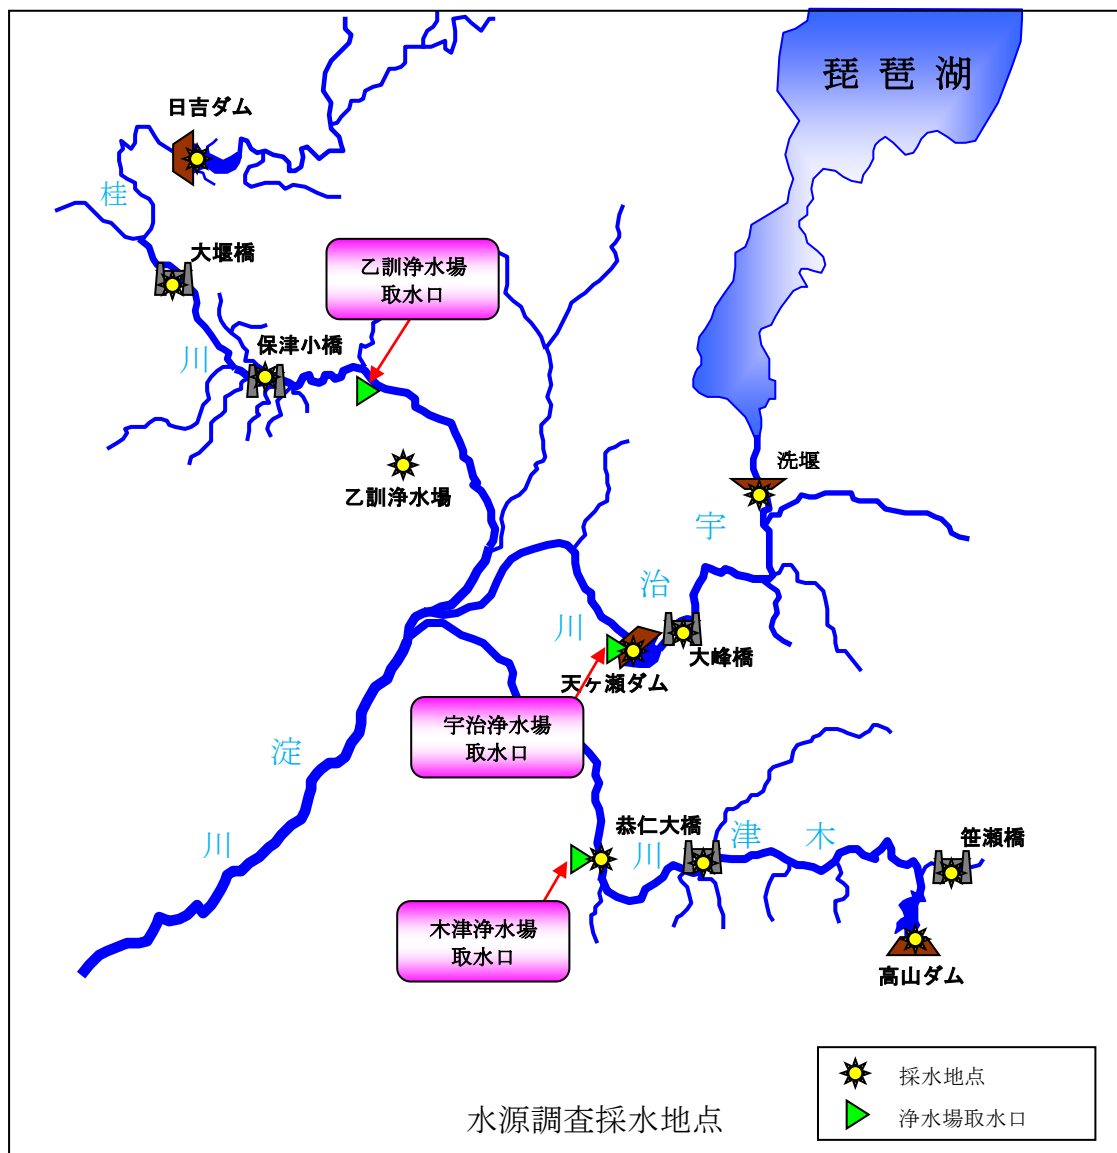 琵琶湖
日吉ダム
桂
大堰橋
乙訓浄水場
取水口
川
保津小橋
乙訓浄水場
洗堰
宇
治
川
大峰橋
天ヶ瀬ダム
宇治浄水場
取水口
淀
川
恭仁大橋
川
津
木
笹瀬橋
木津浄水場
取水口
高山ダム
採水地点
浄水場取水口
水源調査採水地点